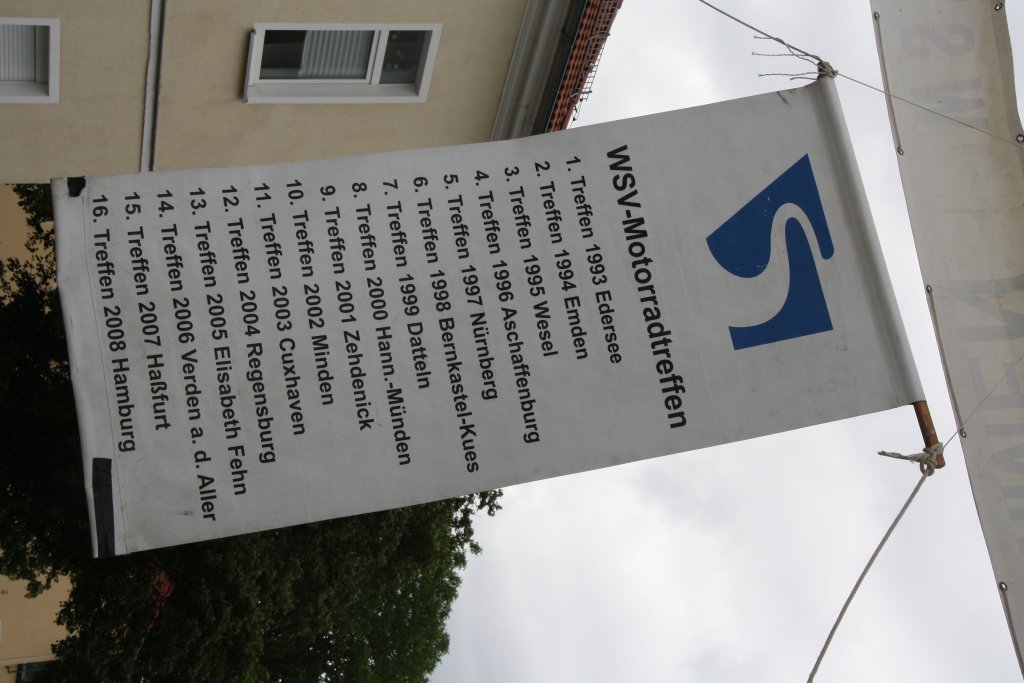 WSV-Motorradtreffen
1. Treffen 1993 Edersee
2. Treffen 1994 Emden
3. Treffen 1995 Wesel
4. Treffen 1996 Aschaffenburg
5. Treffen 1997 Nürnberg
6. Treffen 1998 Bernkastel-Kues
7. Treffen 1999 Datteln
8. Treffen 2000 Hann.-Münden
9. Treffen 2001 Zehdenick
10. Treffen 2002 Minden
11. Treffen 2003 Cuxhaven
12. Treffen 2004 Regensburg
13. Treffen 2005 Elisabeth Fehn
14. Treffen 2006 Verden a. d. Aller
15. Treffen 2007 Haßfurt
16. Treffen 2008 Hamburg